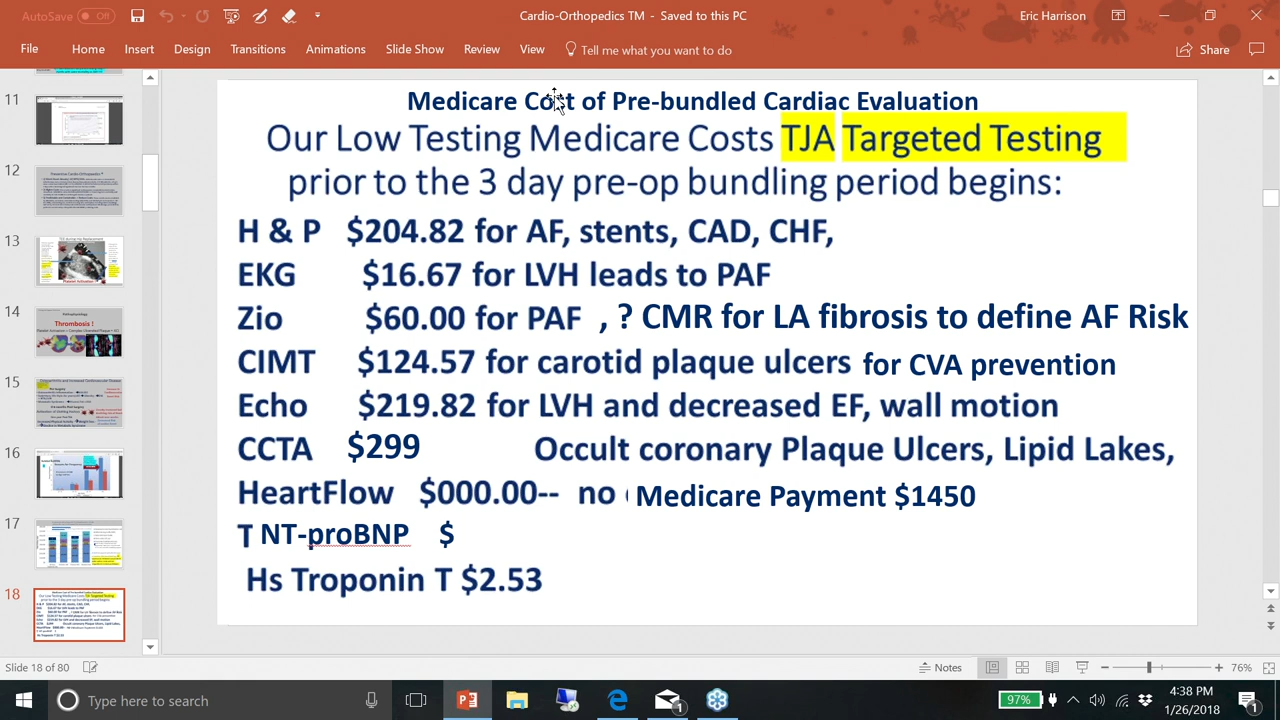 AutoSave Off
Cardio-Orthopedics TM - Saved to this PC
Eric Harrison
File Home Insert Design Transitions Animations Slide Show Review View Tell me what you want to do Share
11
12
13
14
Thrombosis !
15
16
17
18
Medicare Cost of Pre-bundled Cardiac Evaluation
Our Low Testing Medicare Costs TJA Targeted Testing
prior to the 3 day pre-op bundling period begins:
H & P $204.82 for AF, stents, CAD, CHF,
EKG $16.67 for LVH leads to PAF
Zio $60.00 for PAF , ? CMR for LA fibrosis to define AF Risk
CIMT $124.57 for carotid plaque ulcers for CVA prevention
Echo $219.82 for LVH and decreased EF, wall motion
CCTA $299 Occult coronary Plaque Ulcers, Lipid Lakes,
HeartFlow $000.00-- no Medicare Payment $1450
T NT-proBNP $
Hs Troponin T $2.53
Slide 18 of 80
Notes
76%
Type here to search
97%
1
4:38 PM
1/26/2018
1